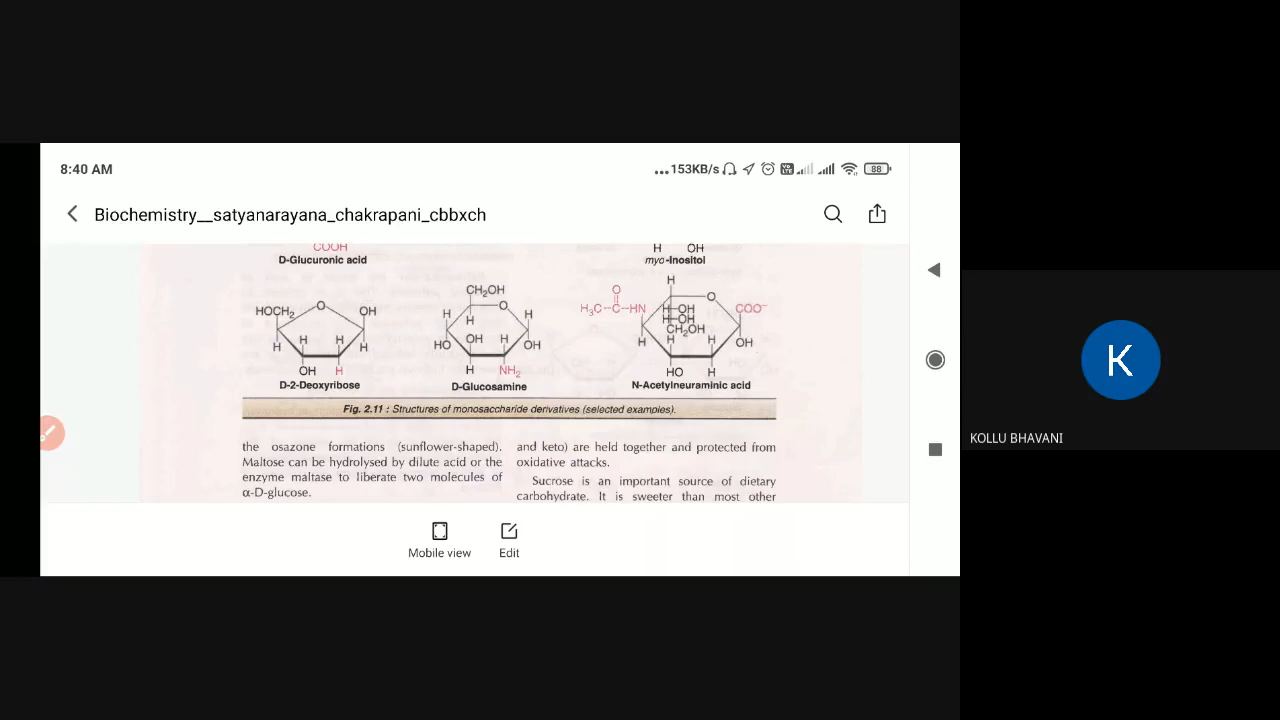 8:40 AM
...153KB/s
88
Biochemistry__satyanarayana_chakrapani_cbbxch
COOH
D-Glucuronic acid
H OH
myo-Inositol
HOCH2 O OH
H H H H
OH H
D-2-Deoxyribose
CH2OH
H H O H
HO OH H OH
H NH2
D-Glucosamine
H
O O
H3C-C-HN H-OH COO-
H-OH
CH2OH
H H H OH
HO H
N-Acetylneuraminic acid
Fig. 2.11 : Structures of monosaccharide derivatives (selected examples).
the osazone formations (sunflower-shaped).
Maltose can be hydrolysed by dilute acid or the
enzyme maltase to liberate two molecules of
α-D-glucose.
and keto) are held together and protected from
oxidative attacks.
Sucrose is an important source of dietary
carbohydrate. It is sweeter than most other
Mobile view
Edit
K
KOLLU BHAVANI